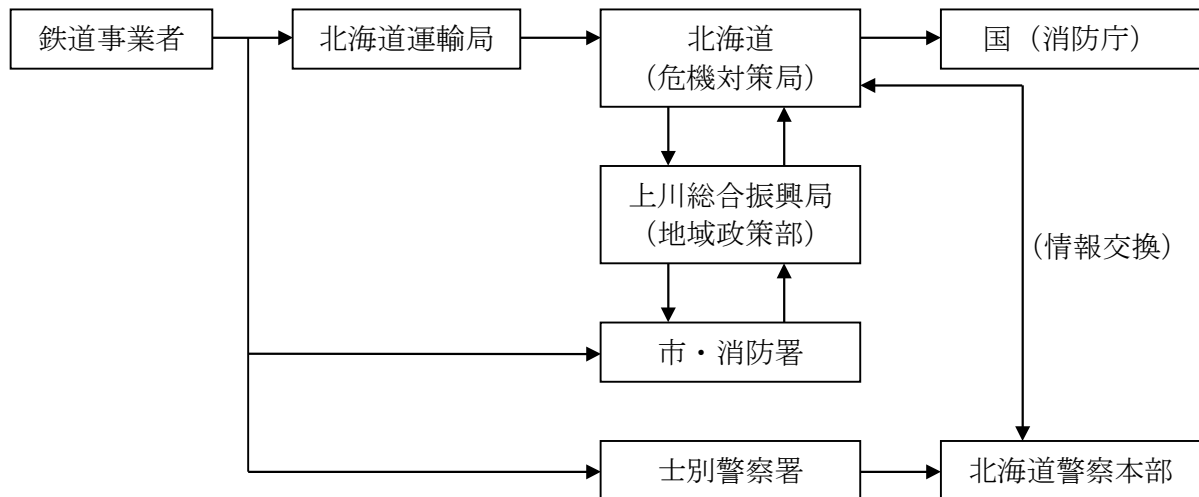 鉄道事業者
北海道運輸局
北海道
（危機対策局）
国（消防庁）
上川総合振興局
（地域政策部）
（情報交換）
市・消防署
士別警察署
北海道警察本部